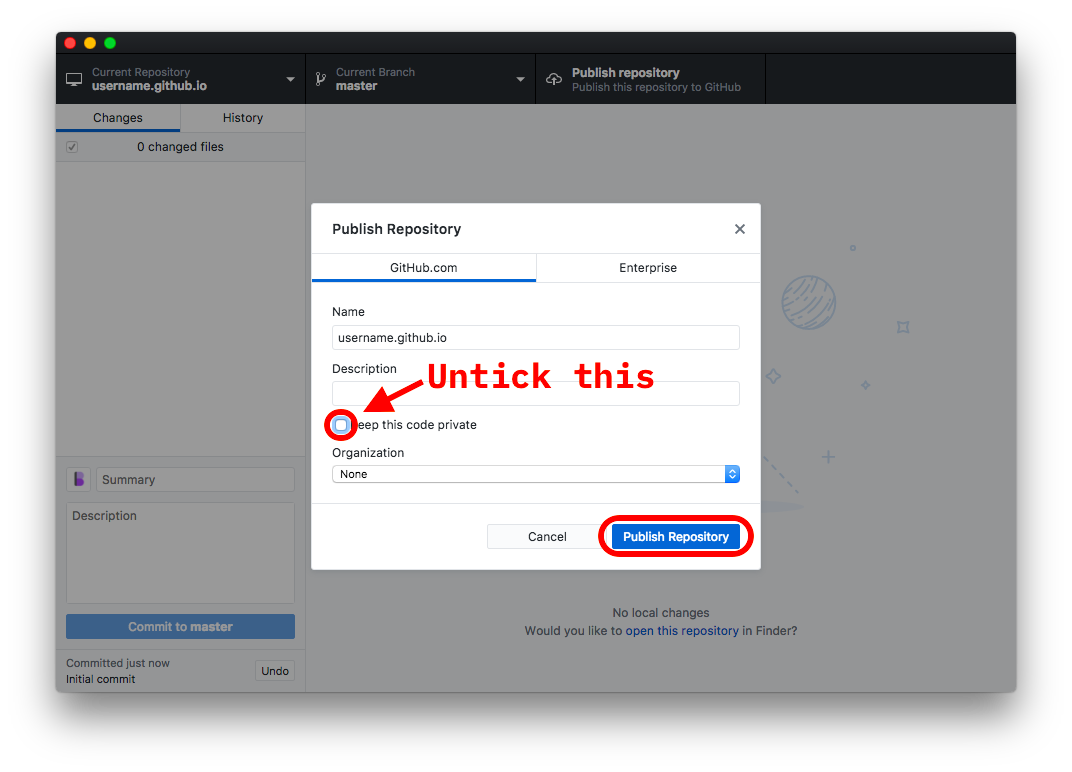 Current Repository
username.github.io
Current Branch
master
Publish repository
Publish this repository to GitHub
Changes
History
0 changed files
Publish Repository
GitHub.com
Enterprise
Name
username.github.io
Description
Untick this
eep this code private
Organization
None
Cancel
Publish Repository
Summary
Description
Commit to master
Committed just now
Initial commit
Undo
No local changes
Would you like to open this repository in Finder?